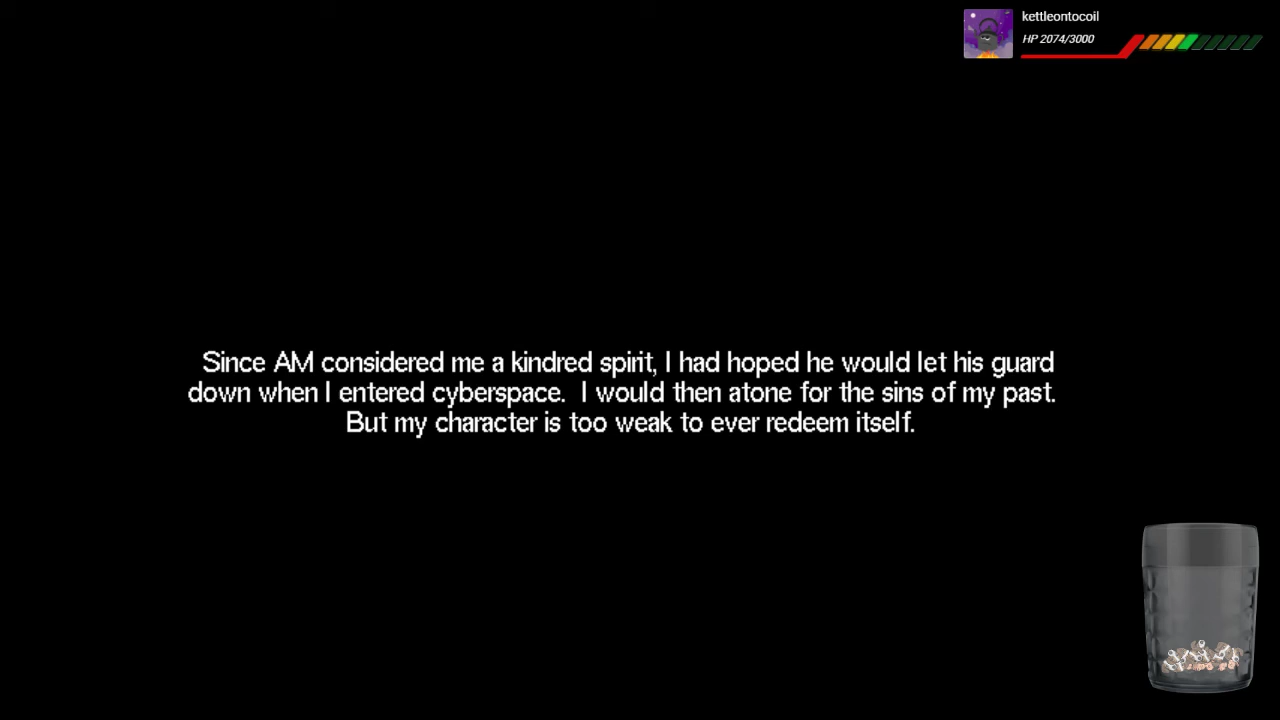 kettleontocoil
HP 2074/3000
Since AM considered me a kindred spirit, I had hoped he would let his guard
down when I entered cyberspace.  I would then atone for the sins of my past.
But my character is too weak to ever redeem itself.